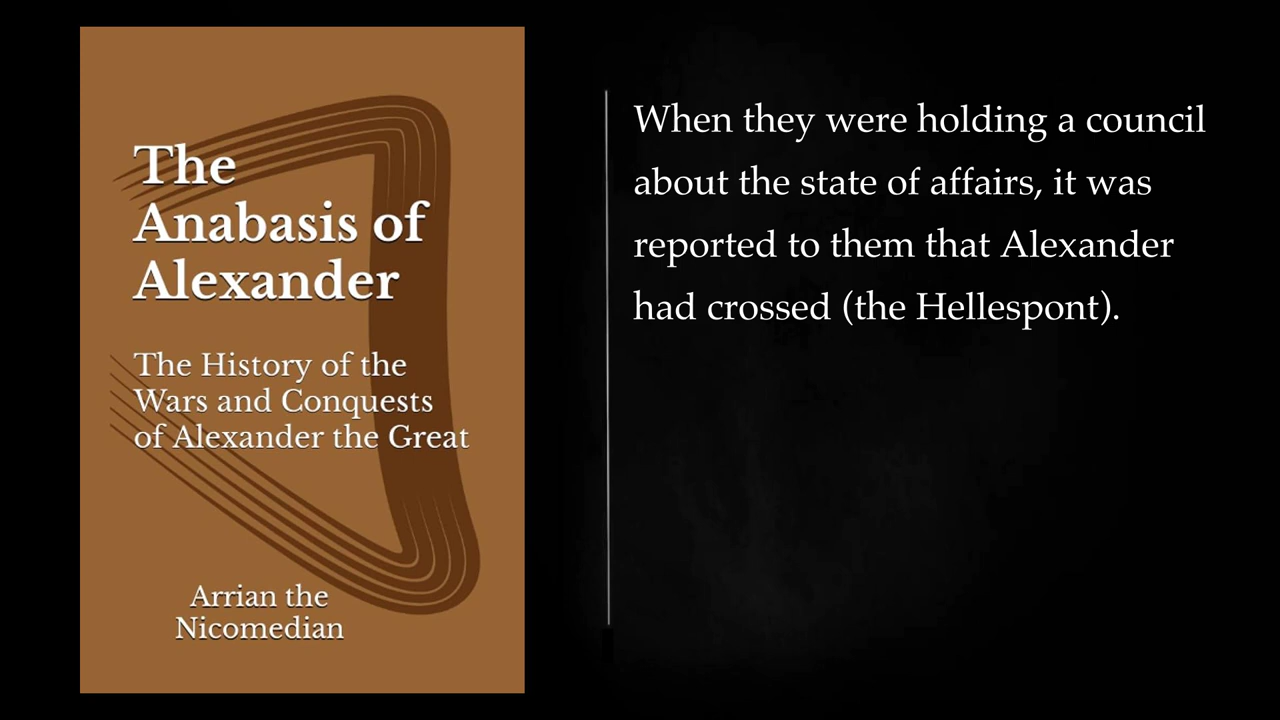 The
Anabasis of
Alexander
The History of the
Wars and Conquests
of Alexander the Great
Arrian the
Nicomedian
When they were holding a council
about the state of affairs, it was
reported to them that Alexander
had crossed (the Hellespont).